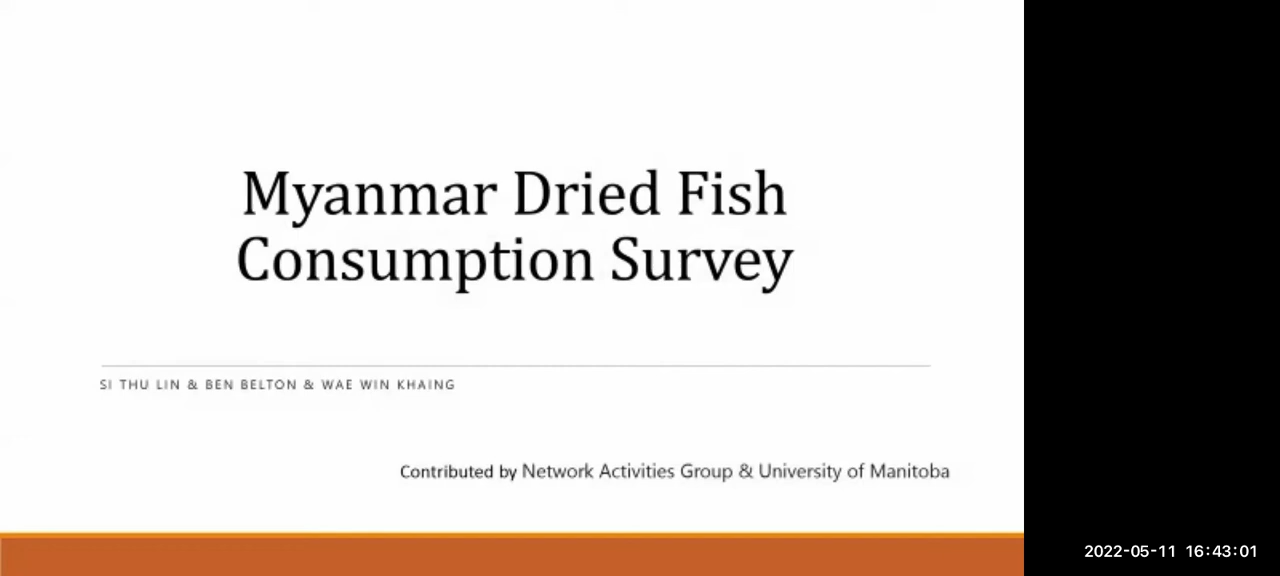 Myanmar Dried Fish
Consumption Survey
SI THU LIN & BEN BELTON & WAE WIN KHAING
Contributed by Network Activities Group & University of Manitoba
2022-05-11 16:43:01